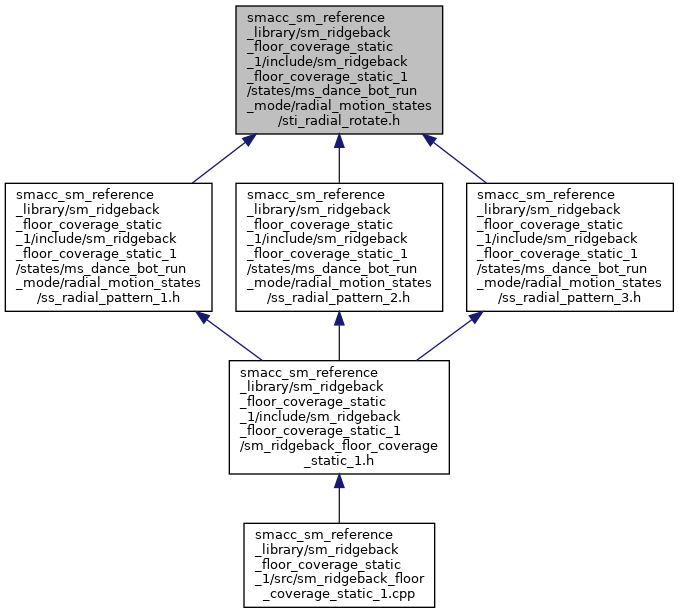 smacc_sm_reference
_library/sm_ridgeback
_floor_coverage_static
_1/include/sm_ridgeback
_floor_coverage_static_1
/states/ms_dance_bot_run
_mode/radial_motion_states
/sti_radial_rotate.h
smacc_sm_reference
_library/sm_ridgeback
_floor_coverage_static
_1/include/sm_ridgeback
_floor_coverage_static_1
/states/ms_dance_bot_run
_mode/radial_motion_states
/ss_radial_pattern_1.h
smacc_sm_reference
_library/sm_ridgeback
_floor_coverage_static
_1/include/sm_ridgeback
_floor_coverage_static_1
/states/ms_dance_bot_run
_mode/radial_motion_states
/ss_radial_pattern_2.h
smacc_sm_reference
_library/sm_ridgeback
_floor_coverage_static
_1/include/sm_ridgeback
_floor_coverage_static_1
/states/ms_dance_bot_run
_mode/radial_motion_states
/ss_radial_pattern_3.h
smacc_sm_reference
_library/sm_ridgeback
_floor_coverage_static
_1/include/sm_ridgeback
_floor_coverage_static_1
/sm_ridgeback_floor_coverage
_static_1.h
smacc_sm_reference
_library/sm_ridgeback
_floor_coverage_static
_1/src/sm_ridgeback_floor
_coverage_static_1.cpp